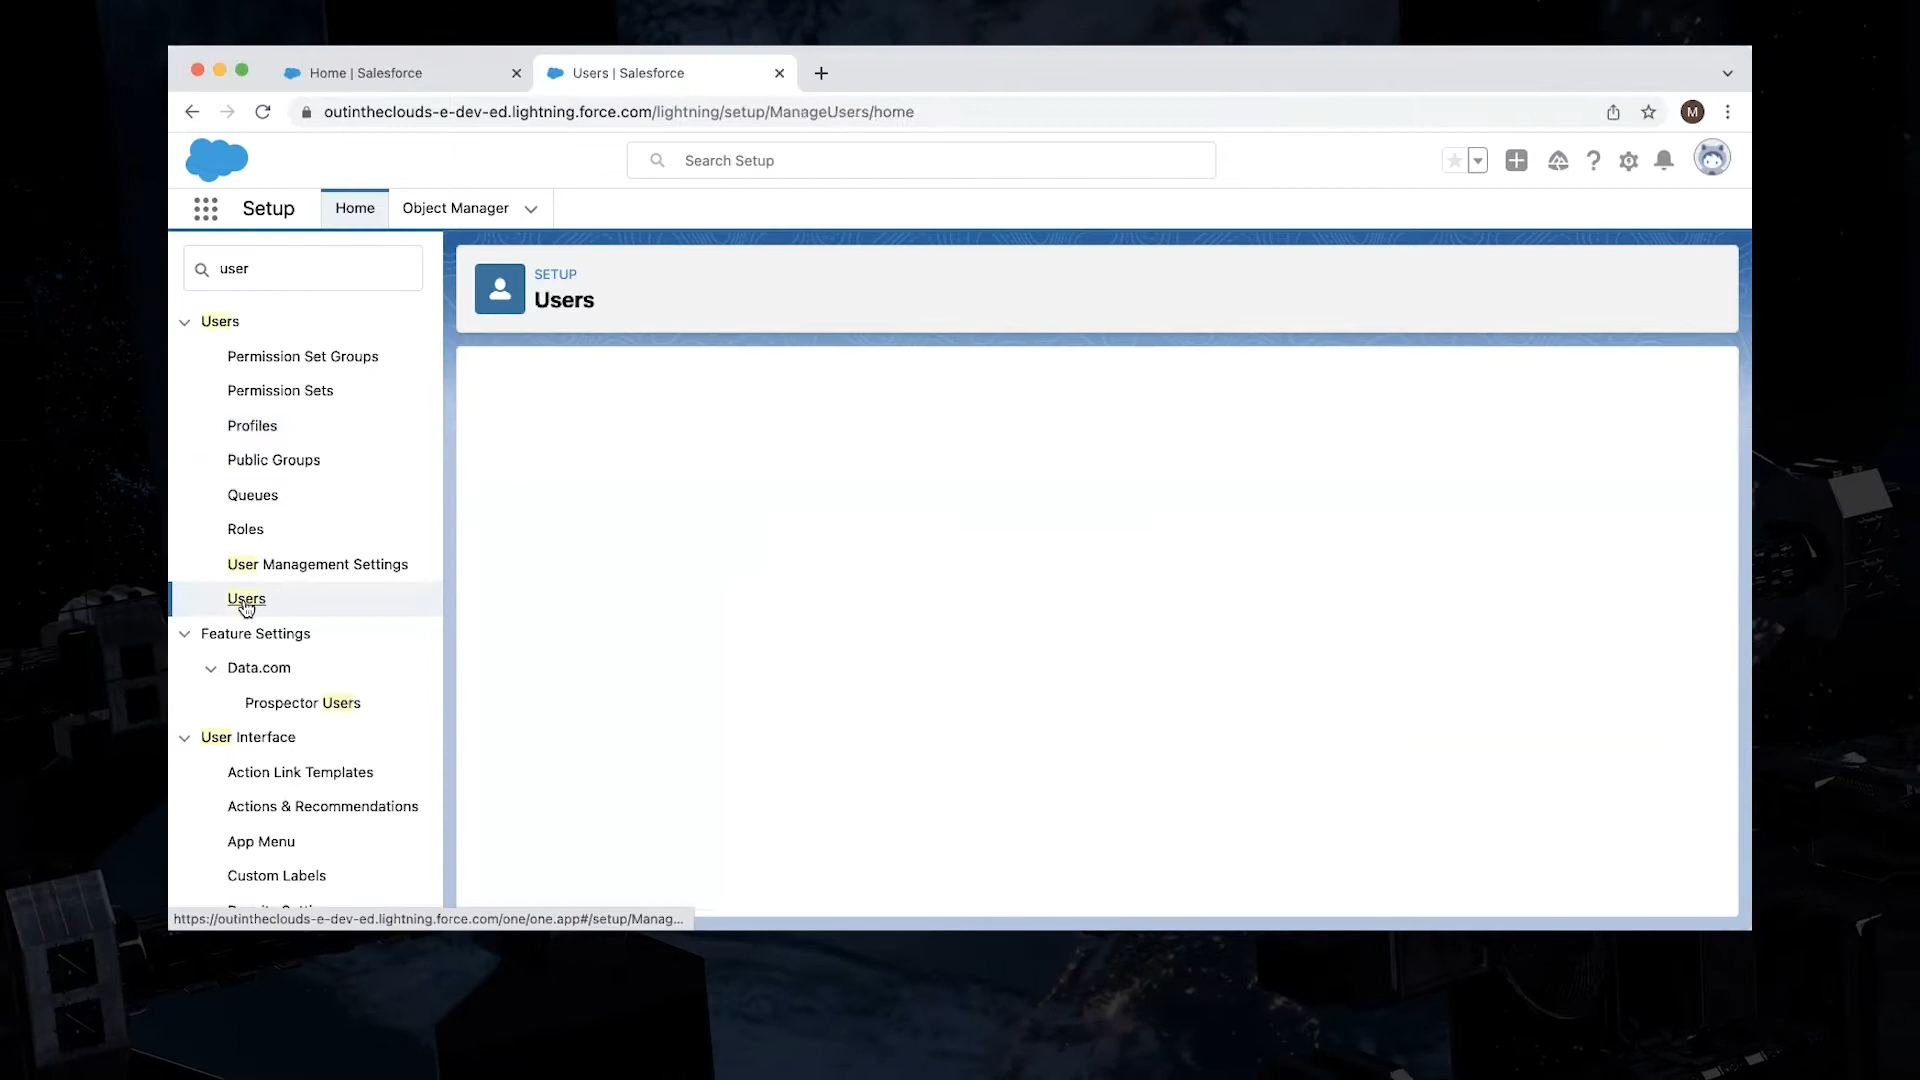 Home | Salesforce
Users | Salesforce
outintheclouds-e-dev-ed.lightning.force.com/lightning/setup/ManageUsers/home
M
Search Setup
Setup
Home
Object Manager
user
SETUP
Users
Users
Permission Set Groups
Permission Sets
Profiles
Public Groups
Queues
Roles
User Management Settings
Users
Feature Settings
Data.com
Prospector Users
User Interface
Action Link Templates
Actions & Recommendations
App Menu
Custom Labels
https://outintheclouds-e-dev-ed.lightning.force.com/one/one.app#/setup/Manag...